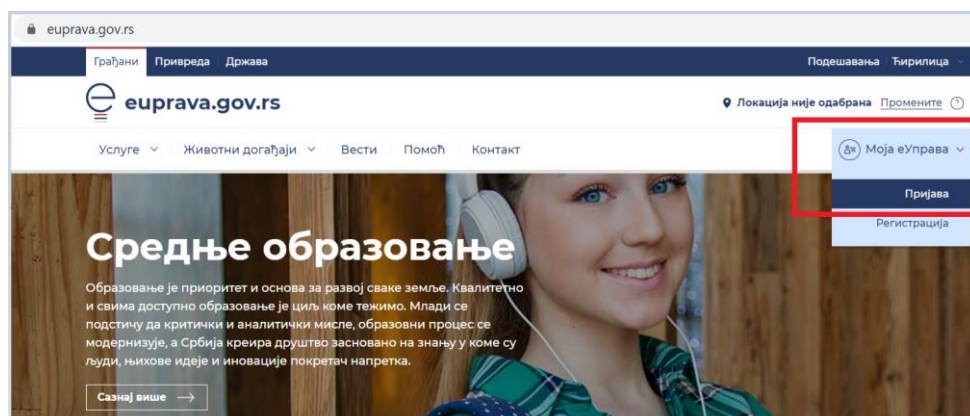 euprava.gov.rs
Грађани Привреда Држава Подешавања Ћирилица
euprava.gov.rs Локација није одабрана Промените ?
Услуге Животни догађаји Вести Помоћ Контакт Моја еУправа
Пријава
Регистрација
Средње образовање
Образовање је приоритет и основа за развој сваке земље. Квалитетно
и свима доступно образовање је циљ коме тежимо. Млади се
подстичу да критички и аналитички мисле, образовни процес се
модернизује, а Србија креира друштво засновано на знању у коме су
људи, њихове идеје и иновације покретач напретка.
Сазнај више